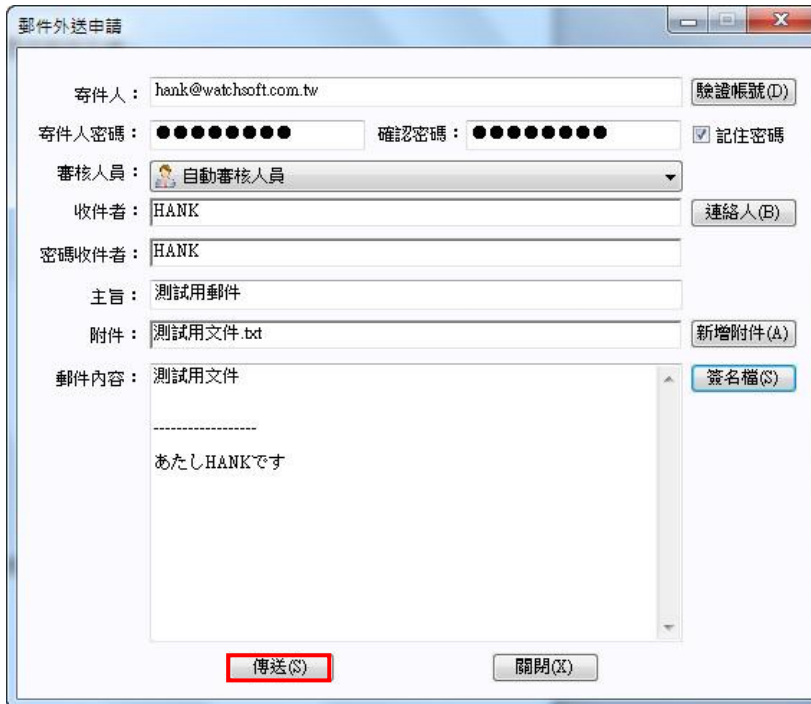 郵件外送申請
寄件人： hank@watchsoft.com.tw 驗證帳號(D)
寄件人密碼： ●●●●●●●● 確認密碼： ●●●●●●●● 記住密碼
審核人員： 自動審核人員
收件者： HANK 連絡人(B)
密碼收件者： HANK
主旨： 測試用郵件
附件： 測試用文件.txt 新增附件(A)
郵件內容： 測試用文件 簽名檔(S)
------------------
あたしHANKです
傳送(S) 關閉(X)